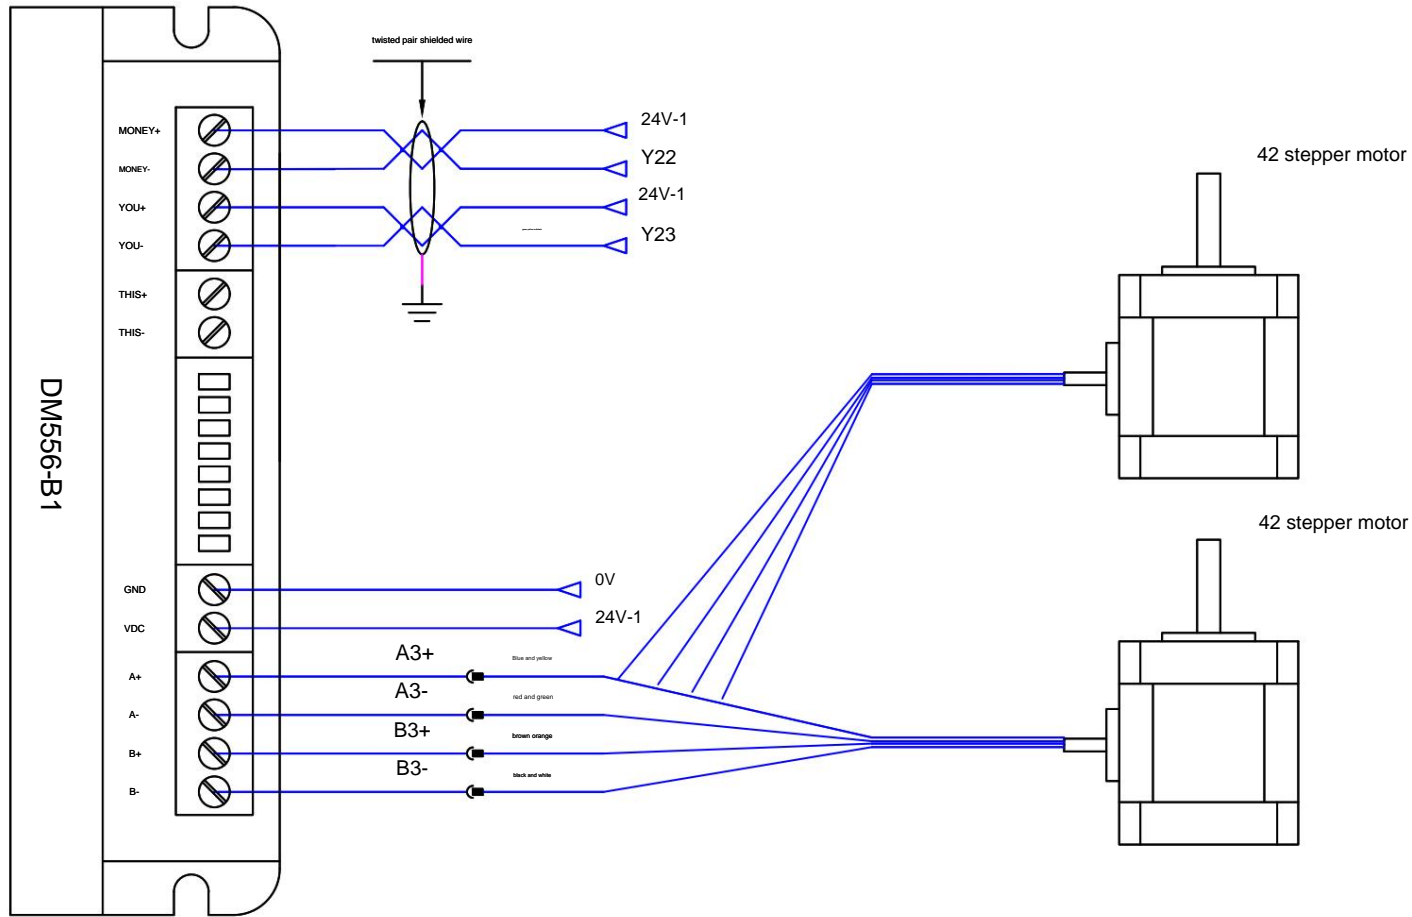 twisted pair shielded wire
MONEY+
24V-1
MONEY-
Y22
YOU+
24V-1
YOU-
Y23
THIS+
THIS-
DM556-B1
42 stepper motor
42 stepper motor
GND
0V
VDC
24V-1
A+
A3+
Blue and yellow
A-
A3-
red and green
B+
B3+
brown orange
B-
B3-
black and white